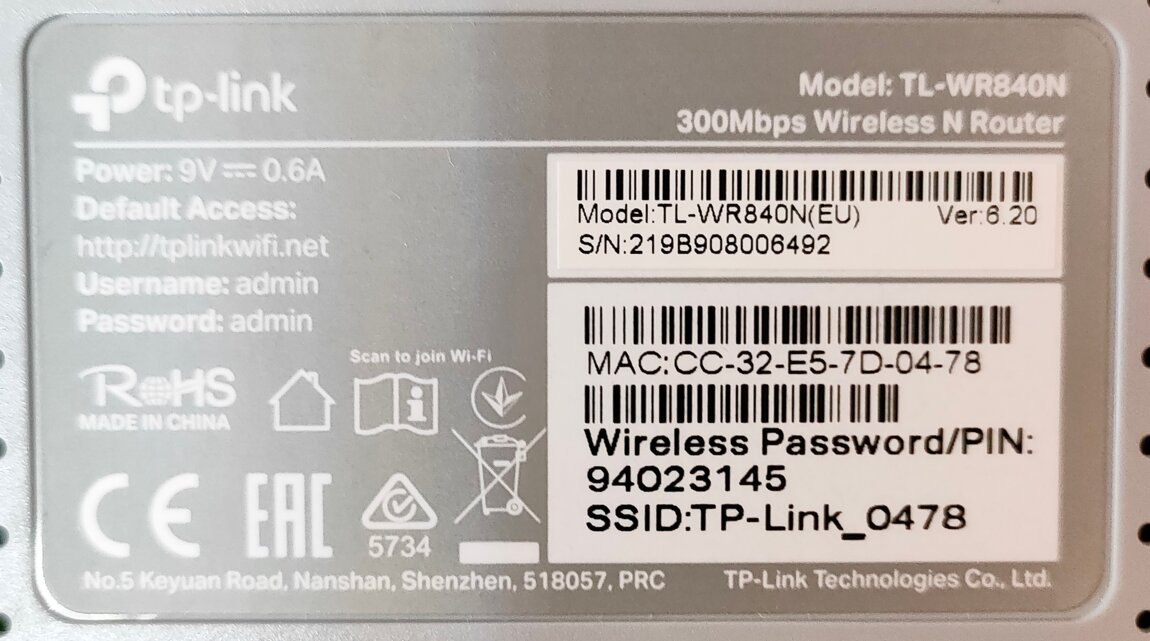 tp-link
Model: TL-WR840N
300Mbps Wireless N Router
Power: 9V⎓0.6A
Default Access:
http://tplinkwifi.net
Username: admin
Password: admin
Model:TL-WR840N(EU) Ver:6.20
S/N:219B908006492
MAC:CC-32-E5-7D-04-78
Wireless Password/PIN:
94023145
SSID:TP-Link_0478
Scan to join Wi-Fi
RoHS
MADE IN CHINA
i
CE
EAC
5734
No.5 Keyuan Road, Nanshan, Shenzhen, 518057, PRC
TP-Link Technologies Co., Ltd.